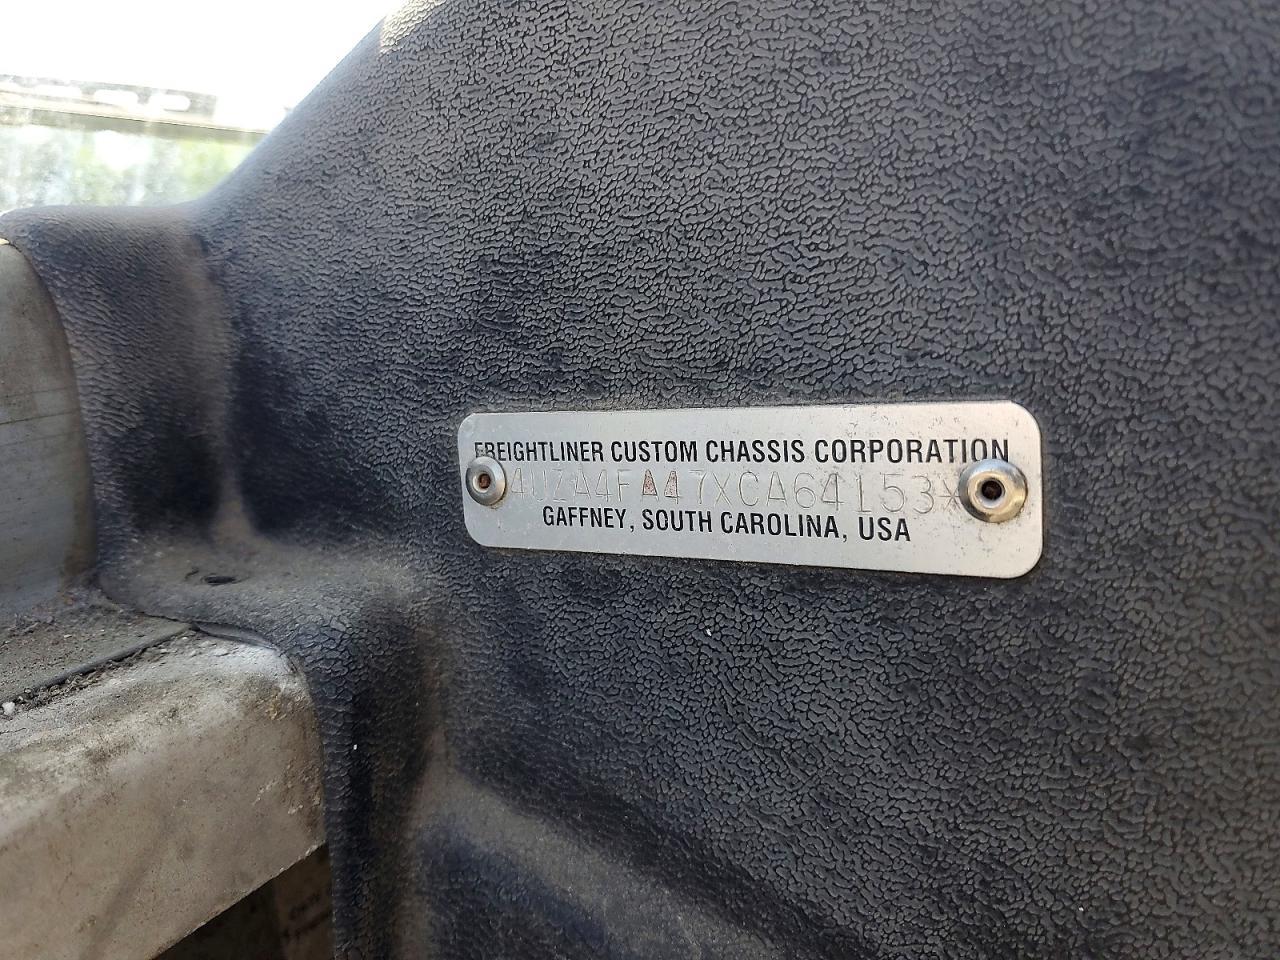 FREIGHTLINER CUSTOM CHASSIS CORPORATION
4UZA4FA47XCA64153*
GAFFNEY, SOUTH CAROLINA, USA